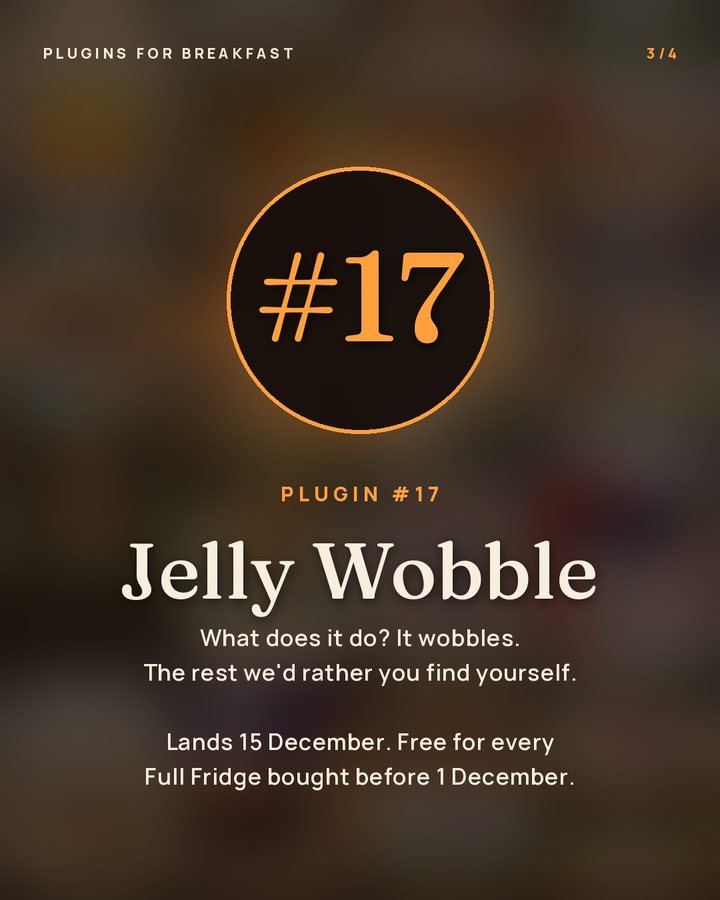 PLUGINS FOR BREAKFAST
3/4
#17
PLUGIN #17
Jelly Wobble
What does it do? It wobbles.
The rest we'd rather you find yourself.
Lands 15 December. Free for every
Full Fridge bought before 1 December.